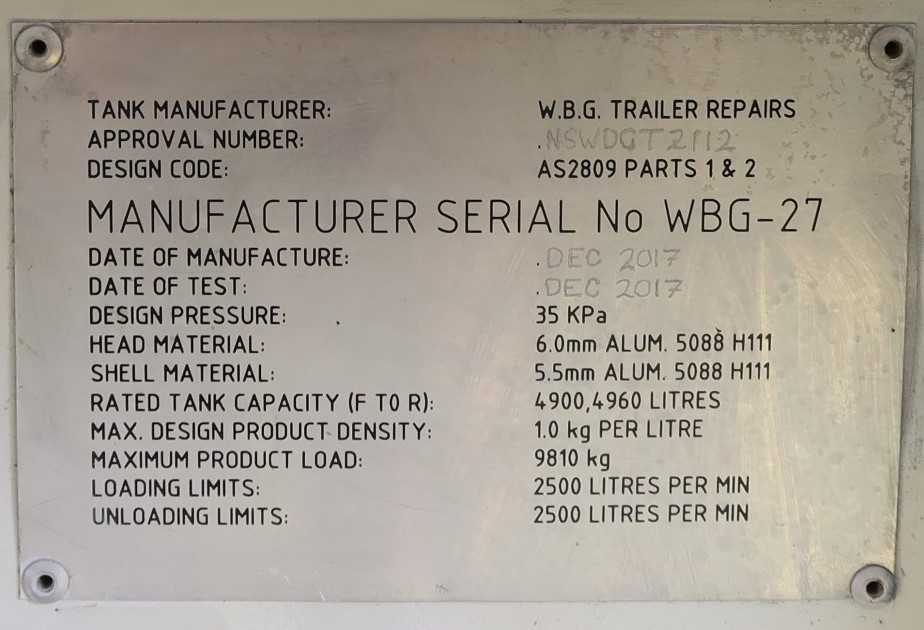 TANK MANUFACTURER: W.B.G. TRAILER REPAIRS
APPROVAL NUMBER: .NSWDGT2112
DESIGN CODE: AS2809 PARTS 1 & 2
MANUFACTURER SERIAL No WBG-27
DATE OF MANUFACTURE: .DEC 2017
DATE OF TEST: .DEC 2017
DESIGN PRESSURE: 35 KPa
HEAD MATERIAL: 6.0mm ALUM. 5088 H111
SHELL MATERIAL: 5.5mm ALUM. 5088 H111
RATED TANK CAPACITY (F TO R): 4900,4960 LITRES
MAX. DESIGN PRODUCT DENSITY: 1.0 kg PER LITRE
MAXIMUM PRODUCT LOAD: 9810 kg
LOADING LIMITS: 2500 LITRES PER MIN
UNLOADING LIMITS: 2500 LITRES PER MIN